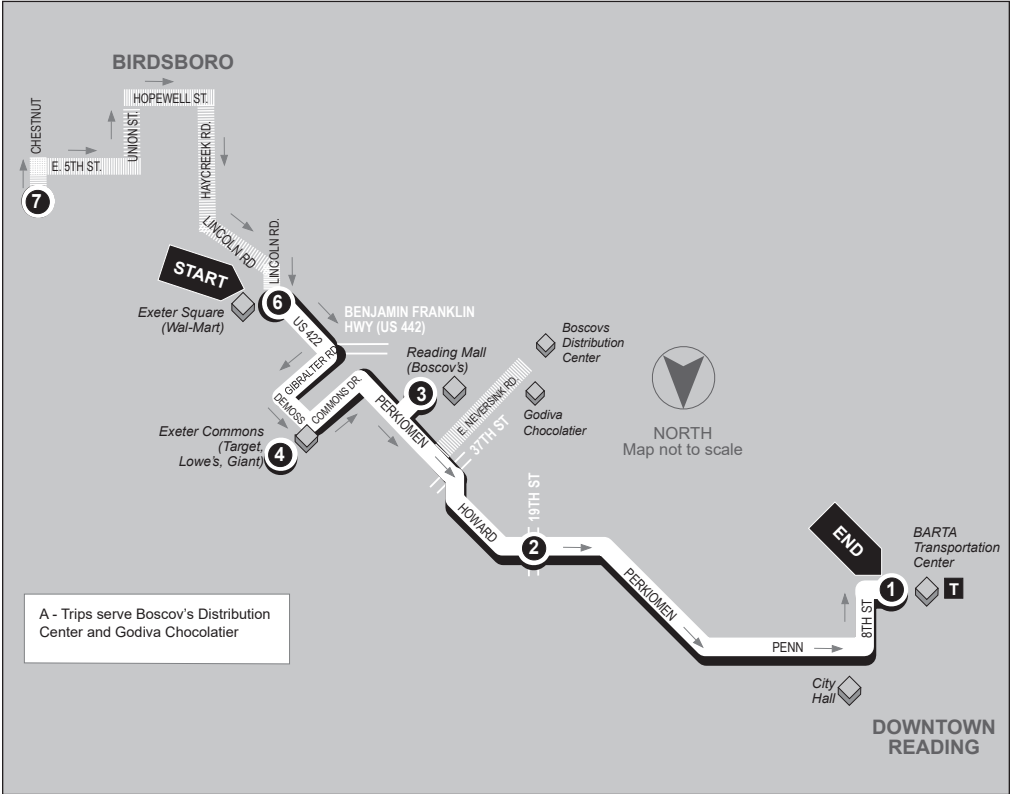 BIRDSBORO
HOPEWELL ST.
CHESTNUT
UNION ST.
E. 5TH ST.
HAYCREEK RD.
7
LINCOLN RD
LINCOLN RD.
START
6
Exeter Square
(Wal-Mart)
US 422
BENJAMIN FRANKLIN
HWY (US 442)
GIBRALTER RD
DEMOSS
COMMONS DR.
Reading Mall
(Boscov's)
3
PERKIOMEN
Boscovs
Distribution
Center
E. NEVERSINK RD.
Godiva
Chocolatier
37TH ST
NORTH
Map not to scale
Exeter Commons
(Target,
Lowe's, Giant)
4
HOWARD
19TH ST
2
PERKIOMEN
END
BARTA
Transportation
Center
1
T
8TH ST
PENN
City
Hall
DOWNTOWN
READING
A - Trips serve Boscov's Distribution
Center and Godiva Chocolatier